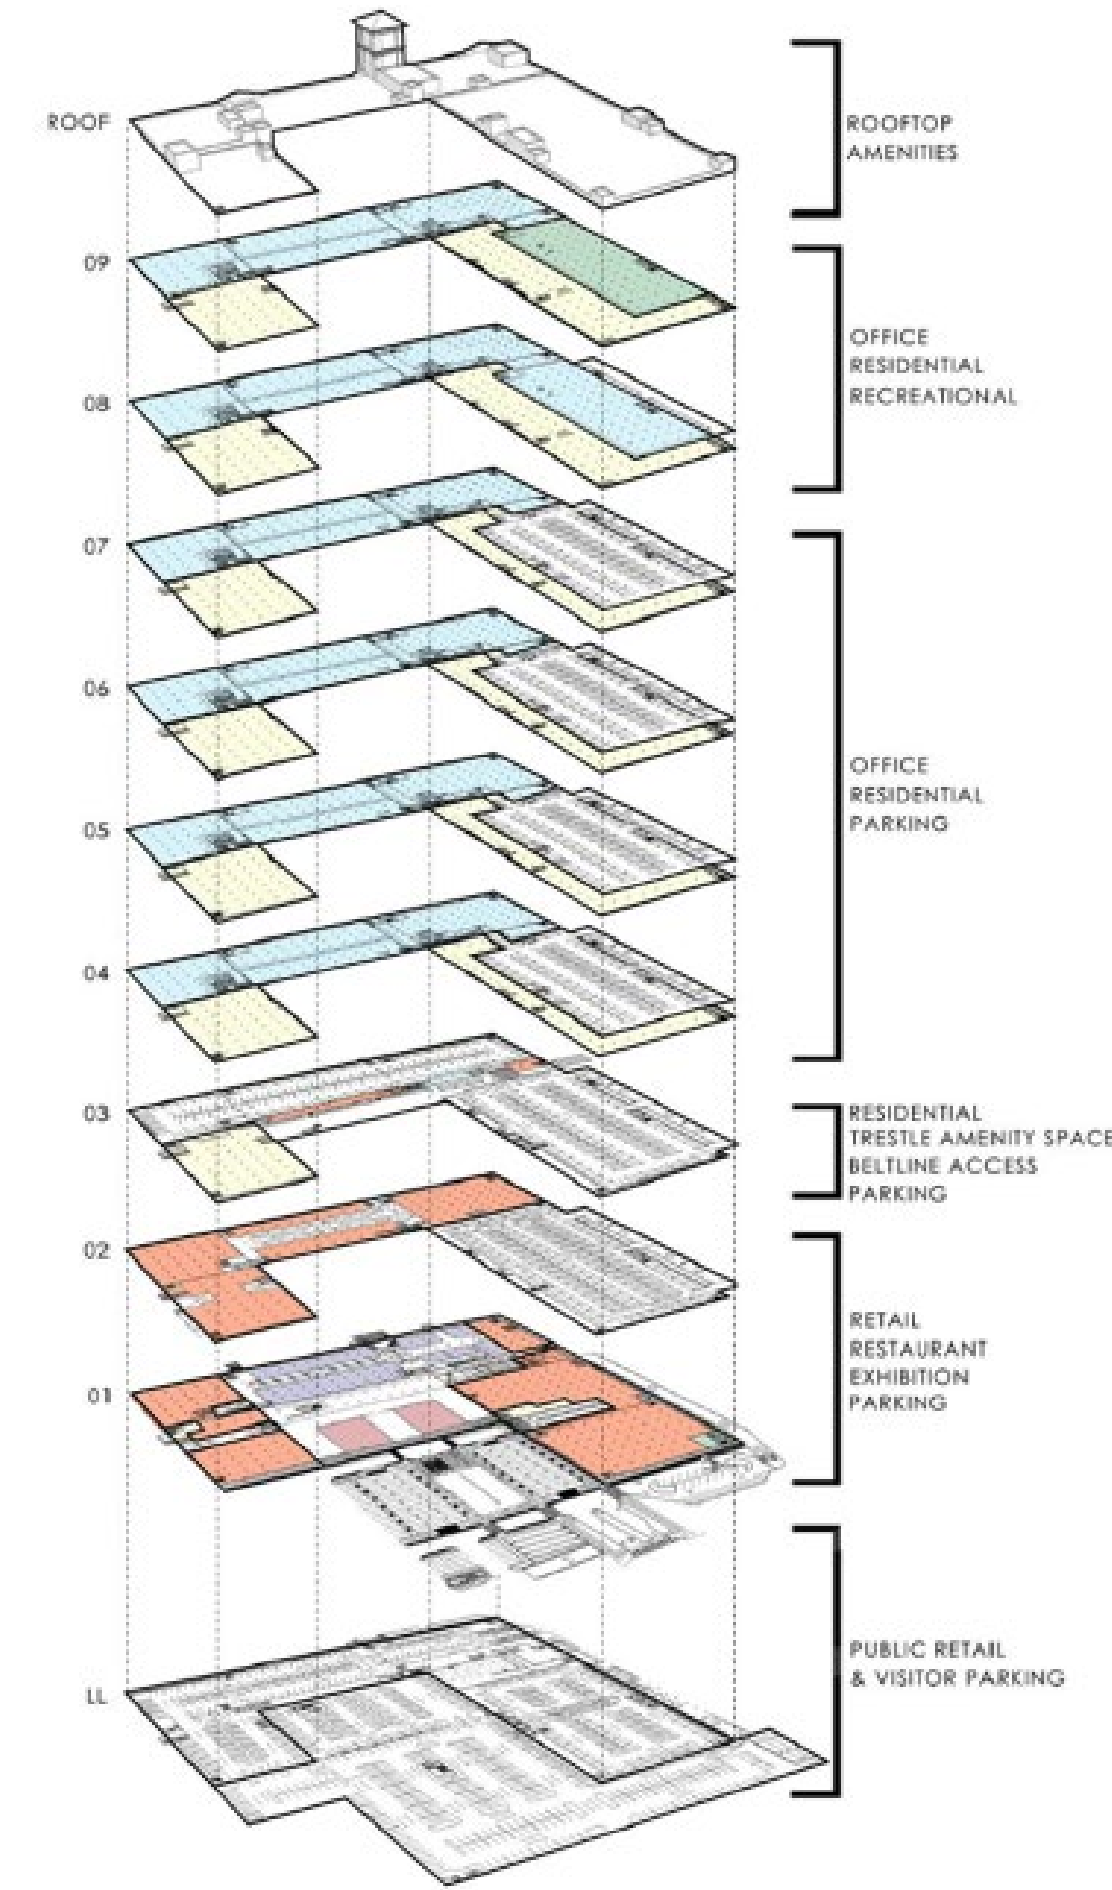 ROOF
ROOFTOP
AMENITIES
09
OFFICE
RESIDENTIAL
RECREATIONAL
08
07
06
OFFICE
RESIDENTIAL
PARKING
05
04
03
RESIDENTIAL
TRESTLE AMENITY SPACE
BELTLINE ACCESS
PARKING
02
RETAIL
RESTAURANT
EXHIBITION
PARKING
01
PUBLIC RETAIL
& VISITOR PARKING
LL